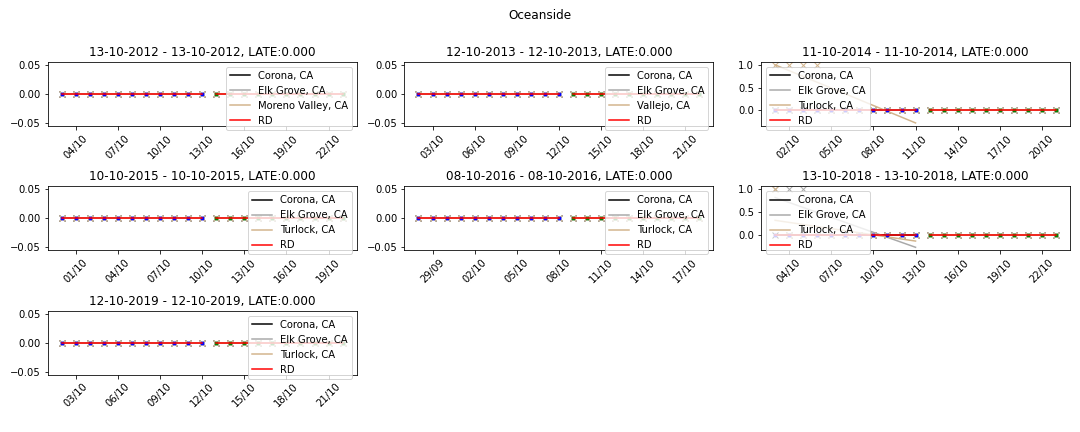 Oceanside
13-10-2012 - 13-10-2012, LATE:0.000
0.05
0.00
−0.05
Corona, CA
Elk Grove, CA
Moreno Valley, CA
RD
04/10 07/10 10/10 13/10 16/10 19/10 22/10
12-10-2013 - 12-10-2013, LATE:0.000
0.05
0.00
−0.05
Corona, CA
Elk Grove, CA
Vallejo, CA
RD
03/10 06/10 09/10 12/10 15/10 18/10 21/10
11-10-2014 - 11-10-2014, LATE:0.000
1.0
0.5
0.0
Corona, CA
Elk Grove, CA
Turlock, CA
RD
02/10 05/10 08/10 11/10 14/10 17/10 20/10
10-10-2015 - 10-10-2015, LATE:0.000
0.05
0.00
−0.05
Corona, CA
Elk Grove, CA
Turlock, CA
RD
01/10 04/10 07/10 10/10 13/10 16/10 19/10
08-10-2016 - 08-10-2016, LATE:0.000
0.05
0.00
−0.05
Corona, CA
Elk Grove, CA
Turlock, CA
RD
29/09 02/10 05/10 08/10 11/10 14/10 17/10
13-10-2018 - 13-10-2018, LATE:0.000
1.0
0.5
0.0
Corona, CA
Elk Grove, CA
Turlock, CA
RD
04/10 07/10 10/10 13/10 16/10 19/10 22/10
12-10-2019 - 12-10-2019, LATE:0.000
0.05
0.00
−0.05
Corona, CA
Elk Grove, CA
Turlock, CA
RD
03/10 06/10 09/10 12/10 15/10 18/10 21/10